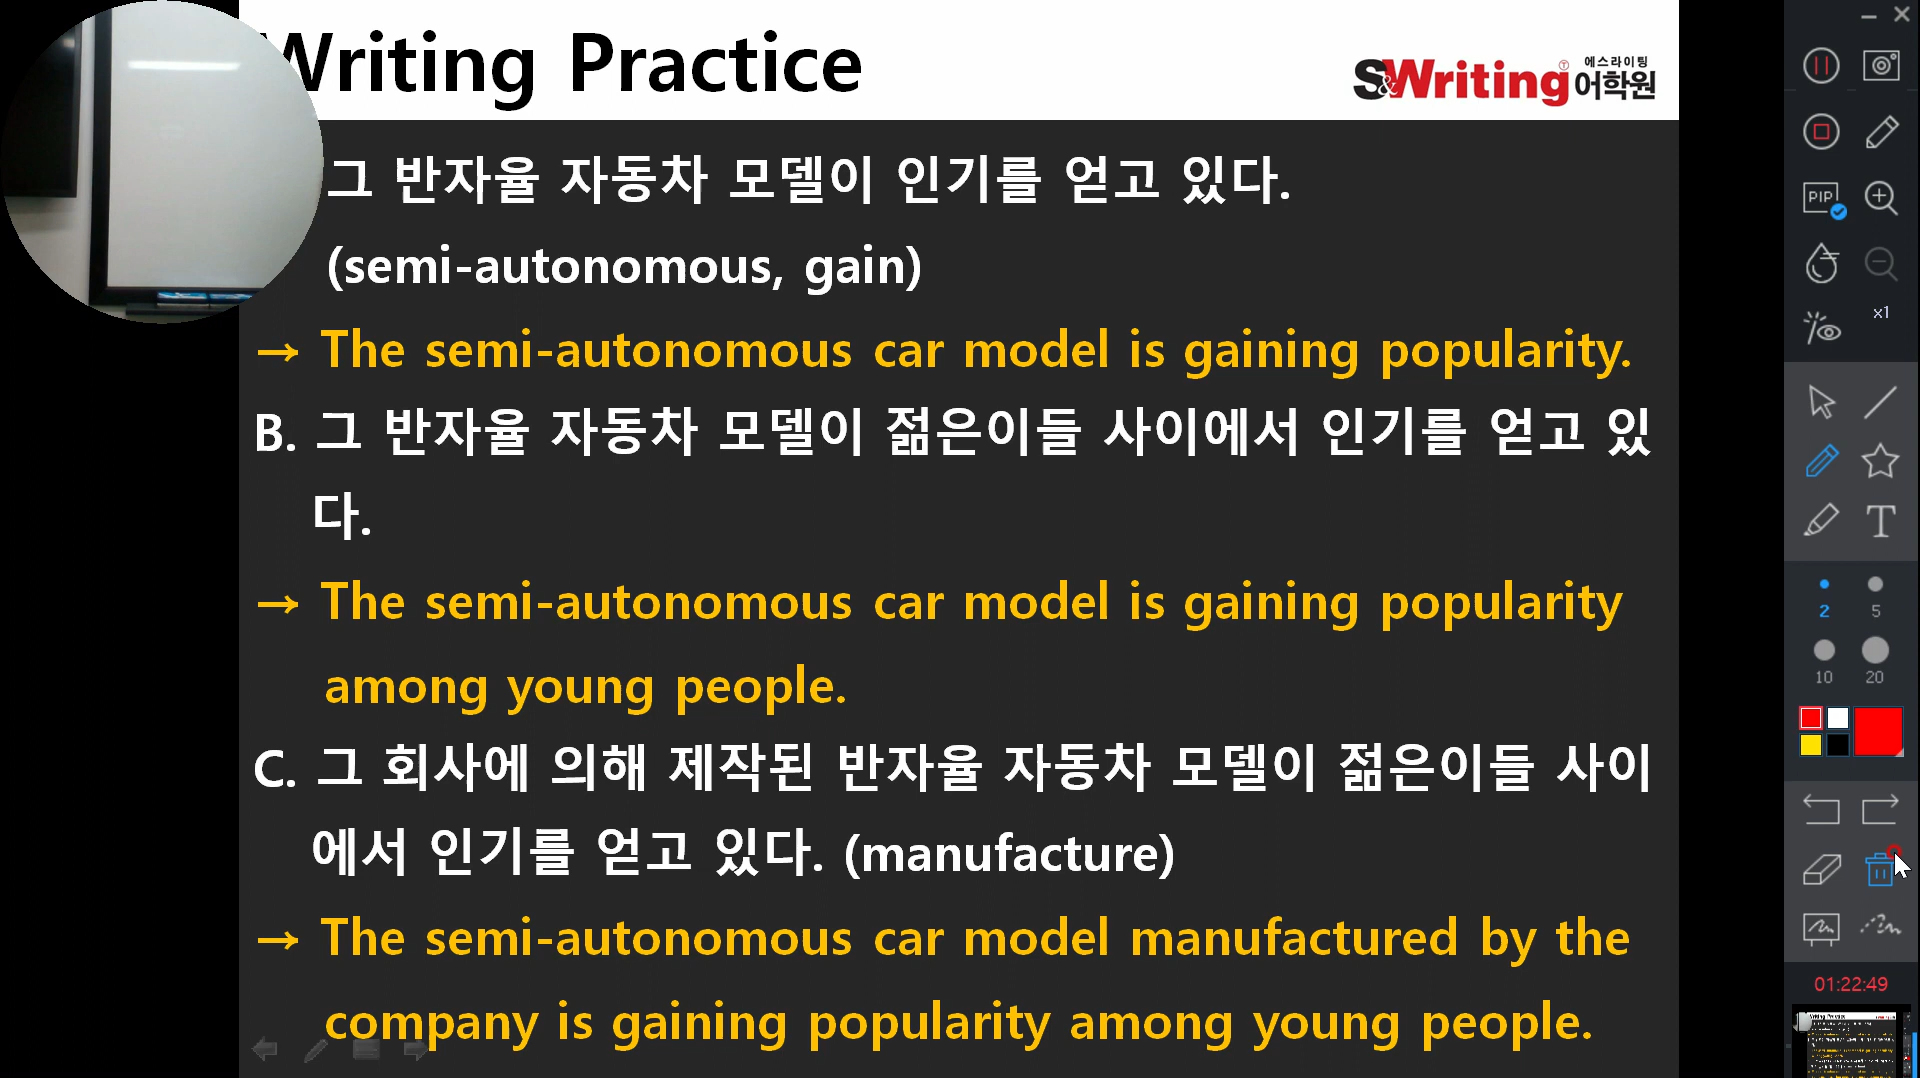 Writing Practice
S&Writing 에스라이팅 어학원
그 반자율 자동차 모델이 인기를 얻고 있다.
(semi-autonomous, gain)
→ The semi-autonomous car model is gaining popularity.
B. 그 반자율 자동차 모델이 젊은이들 사이에서 인기를 얻고 있
다.
→ The semi-autonomous car model is gaining popularity
among young people.
C. 그 회사에 의해 제작된 반자율 자동차 모델이 젊은이들 사이
에서 인기를 얻고 있다. (manufacture)
→ The semi-autonomous car model manufactured by the
company is gaining popularity among young people.
PIP
x1
T
2 5
10 20
01:22:49